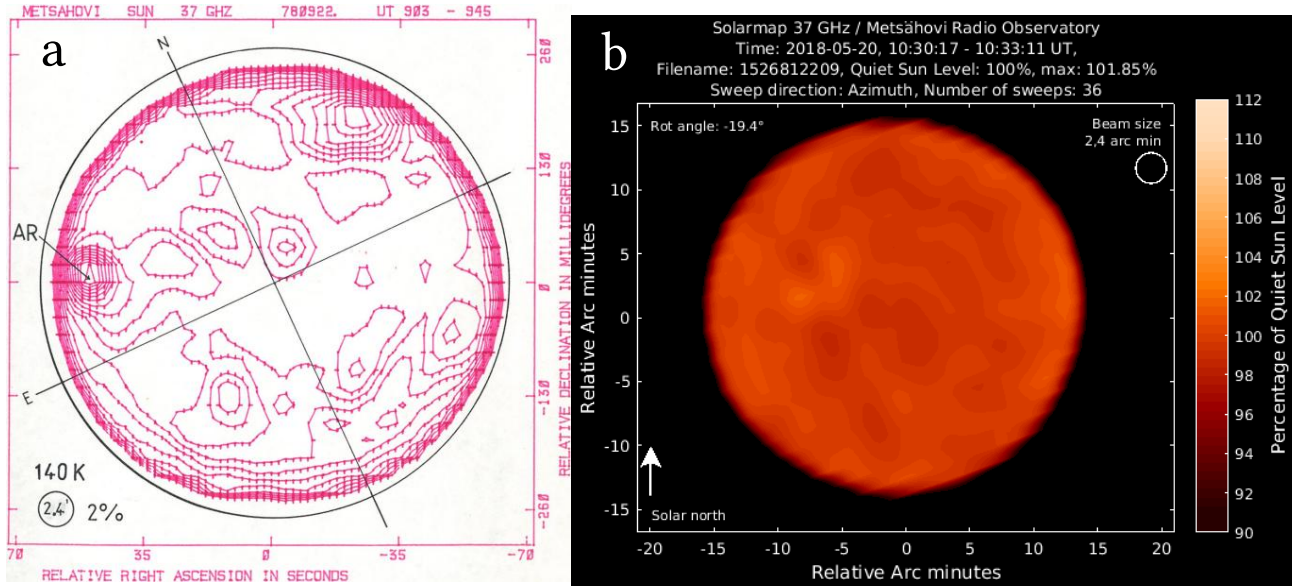 METSAHOVI SUN 37 GHZ 780922. UT 903 - 945
a
N
260
130
0
-130
-260
RELATIVE DECLINATION IN MILLIDEGREES
AR
E
140 K
2.4' 2%
70 35 0 -35 -70
RELATIVE RIGHT ASCENSION IN SECONDS
b
Solarmap 37 GHz / Metsähovi Radio Observatory
Time: 2018-05-20, 10:30:17 - 10:33:11 UT,
Filename: 1526812209, Quiet Sun Level: 100%, max: 101.85%
Sweep direction: Azimuth, Number of sweeps: 36
Rot angle: -19.4°
Beam size
2,4 arc min
15
10
5
0
-5
-10
-15
Relative Arc minutes
Solar north
-20 -15 -10 -5 0 5 10 15 20
Relative Arc minutes
112
110
108
106
104
102
100
98
96
94
92
90
Percentage of Quiet Sun Level